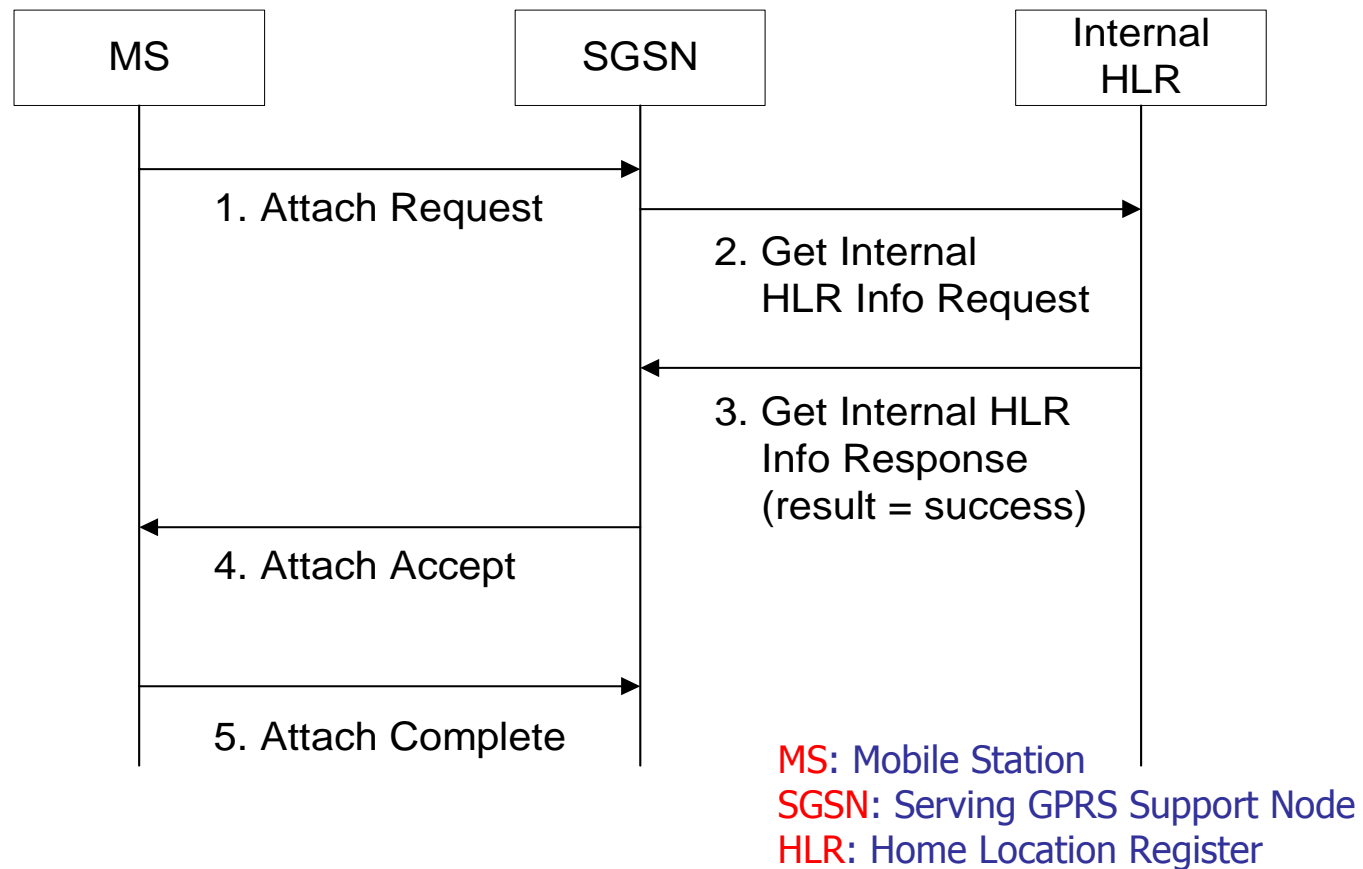 MS
SGSN
Internal
HLR
1. Attach Request
2. Get Internal
HLR Info Request
3. Get Internal HLR
Info Response
(result = success)
4. Attach Accept
5. Attach Complete
MS: Mobile Station
SGSN: Serving GPRS Support Node
HLR: Home Location Register